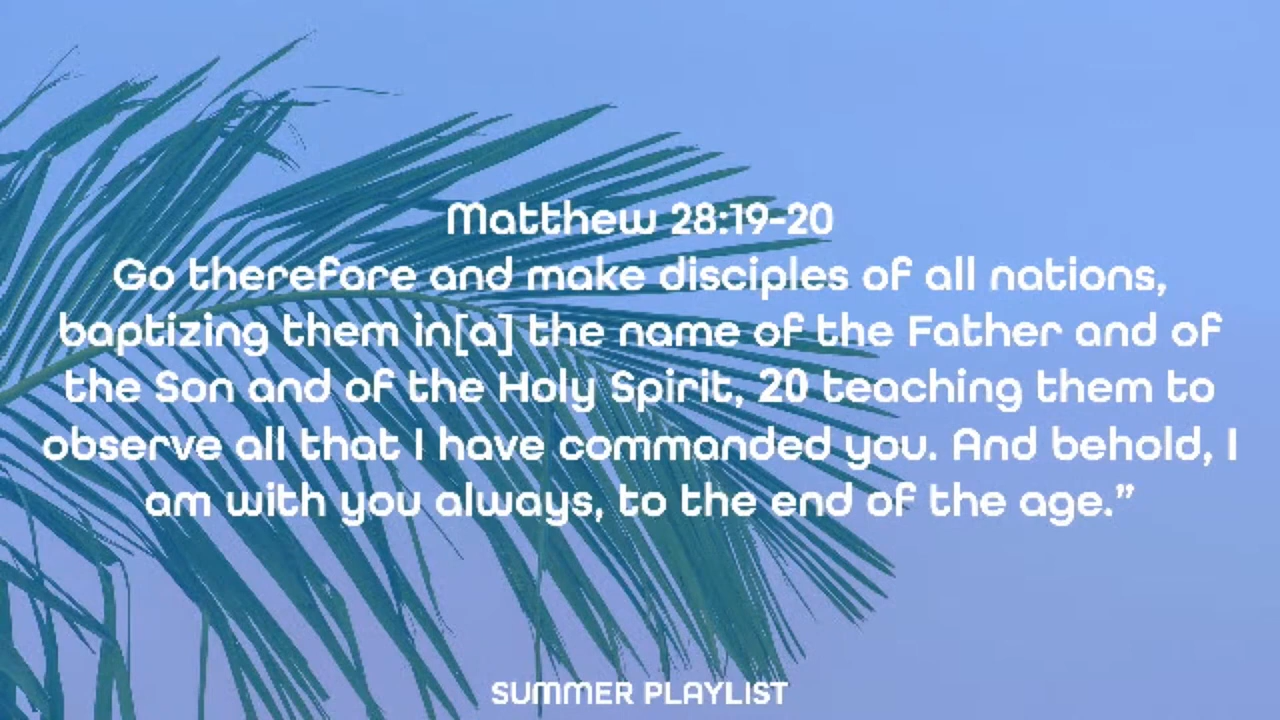 Matthew 28:19-20
Go therefore and make disciples of all nations,
baptizing them in[a] the name of the Father and of
the Son and of the Holy Spirit, 20 teaching them to
observe all that I have commanded you. And behold, I
am with you always, to the end of the age.”
SUMMER PLAYLIST